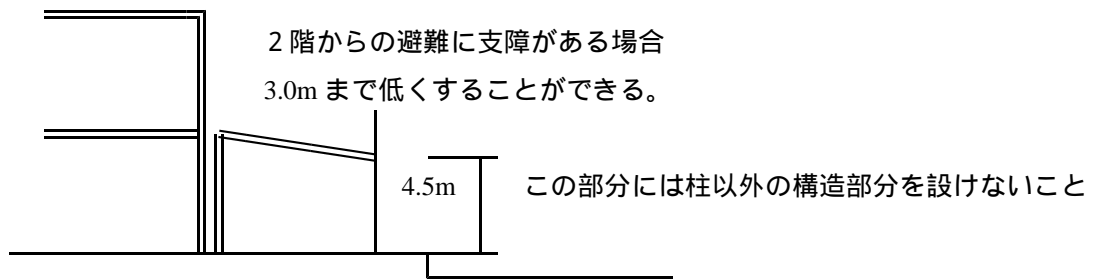 ２階からの避難に支障がある場合
3.0m まで低くすることができる。
4.5m
この部分には柱以外の構造部分を設けないこと